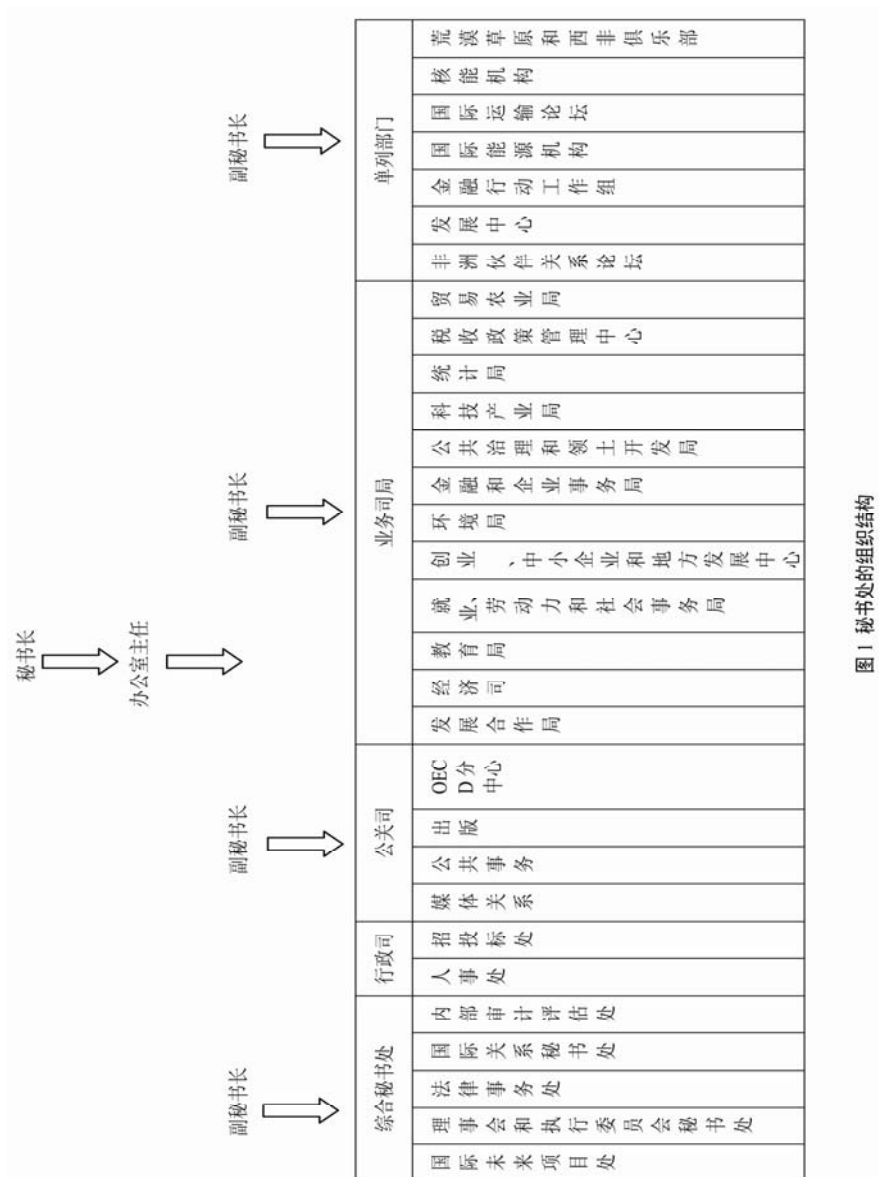 秘书长
办公室主任
副秘书长
副秘书长
副秘书长
副秘书长
综合秘书处
行政司
公关司
业务司局
单列部门
国际未来项目处
理事会和执行委员会秘书处
法律事务处
国际关系秘书处
内部审计评估处
人事处
招投标处
媒体关系
公共事务
出版
OEC
D分
中心
发展合作局
经济司
教育局
就业、劳动力和社会事务局
创业、中小企业和地方发展中心
环境局
金融和企业事务局
公共治理和领土开发局
科技产业局
统计局
税收政策管理中心
贸易农业局
非洲伙伴关系论坛
发展中心
金融行动工作组
国际能源机构
国际运输论坛
核能机构
荒漠草原和西非俱乐部
图1 秘书处的组织结构